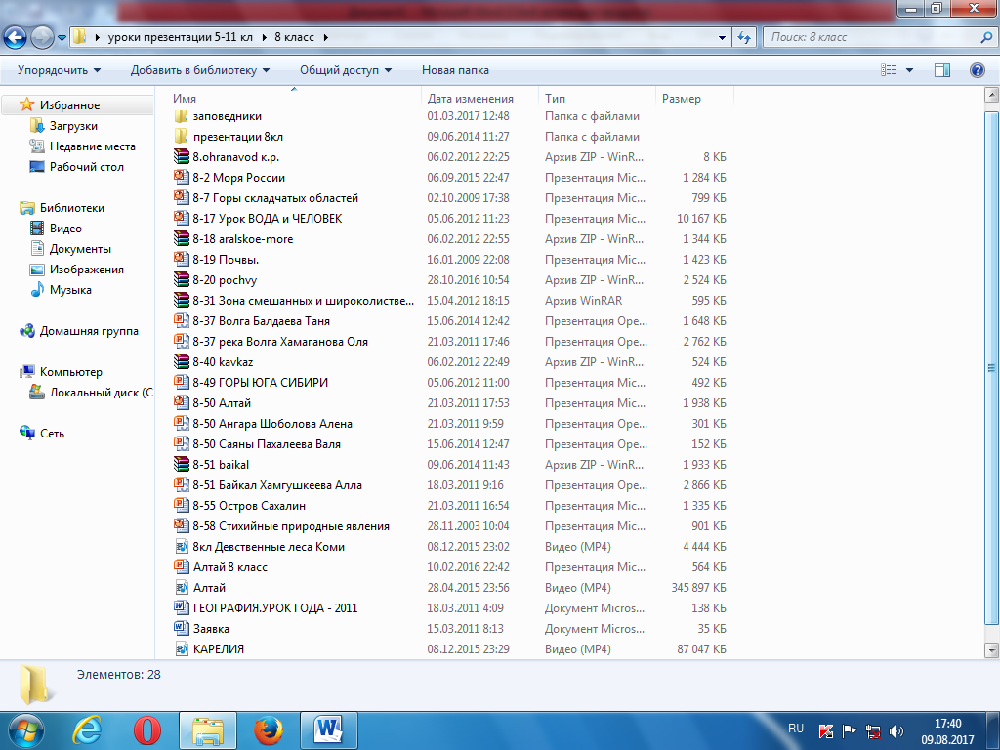 уроки презентации 5-11 кл ▸ 8 класс ▸
Поиск: 8 класс
Упорядочить Добавить в библиотеку Общий доступ Новая папка
Имя Дата изменения Тип Размер
Избранное
Загрузки
Недавние места
Рабочий стол
Библиотеки
Видео
Документы
Изображения
Музыка
Домашняя группа
Компьютер
Локальный диск (C
Сеть
заповедники 01.03.2017 12:48 Папка с файлами
презентации 8кл 09.06.2014 11:27 Папка с файлами
8.ohranavod к.р. 06.02.2012 22:25 Архив ZIP - WinR... 8 КБ
8-2 Моря России 06.09.2015 22:47 Презентация Mic... 1 284 КБ
8-7 Горы складчатых областей 02.10.2009 17:38 Презентация Mic... 799 КБ
8-17 Урок ВОДА и ЧЕЛОВЕК 05.06.2012 11:23 Презентация Mic... 10 167 КБ
8-18 aralskoe-more 06.02.2012 22:55 Архив ZIP - WinR... 1 344 КБ
8-19 Почвы. 16.01.2009 22:08 Презентация Mic... 1 423 КБ
8-20 pochvy 28.10.2016 10:54 Архив ZIP - WinR... 2 524 КБ
8-31 Зона смешанных и широколистве... 15.04.2012 18:15 Архив WinRAR 595 КБ
8-37 Волга Балдаева Таня 15.06.2014 12:42 Презентация Ope... 1 648 КБ
8-37 река Волга Хамаганова Оля 21.03.2011 17:46 Презентация Ope... 2 762 КБ
8-40 kavkaz 06.02.2012 22:49 Архив ZIP - WinR... 524 КБ
8-49 ГОРЫ ЮГА СИБИРИ 05.06.2012 11:00 Презентация Mic... 492 КБ
8-50 Алтай 21.03.2011 17:53 Презентация Mic... 1 938 КБ
8-50 Ангара Шоболова Алена 21.03.2011 9:59 Презентация Ope... 301 КБ
8-50 Саяны Пахалеева Валя 15.06.2014 12:47 Презентация Ope... 152 КБ
8-51 baikal 09.06.2014 11:43 Архив ZIP - WinR... 1 933 КБ
8-51 Байкал Хамгушкеева Алла 18.03.2011 9:16 Презентация Ope... 2 866 КБ
8-55 Остров Сахалин 21.03.2011 16:54 Презентация Mic... 1 335 КБ
8-58 Стихийные природные явления 28.11.2003 10:04 Презентация Mic... 901 КБ
8кл Девственные леса Коми 08.12.2015 23:02 Видео (MP4) 4 444 КБ
Алтай 8 класс 10.02.2016 22:42 Презентация Mic... 564 КБ
Алтай 28.04.2015 23:56 Видео (MP4) 345 897 КБ
ГЕОГРАФИЯ.УРОК ГОДА - 2011 18.03.2011 4:09 Документ Micros... 138 КБ
Заявка 15.03.2011 8:13 Документ Micros... 35 КБ
КАРЕЛИЯ 08.12.2015 23:29 Видео (MP4) 87 047 КБ
Элементов: 28
RU
17:40
09.08.2017